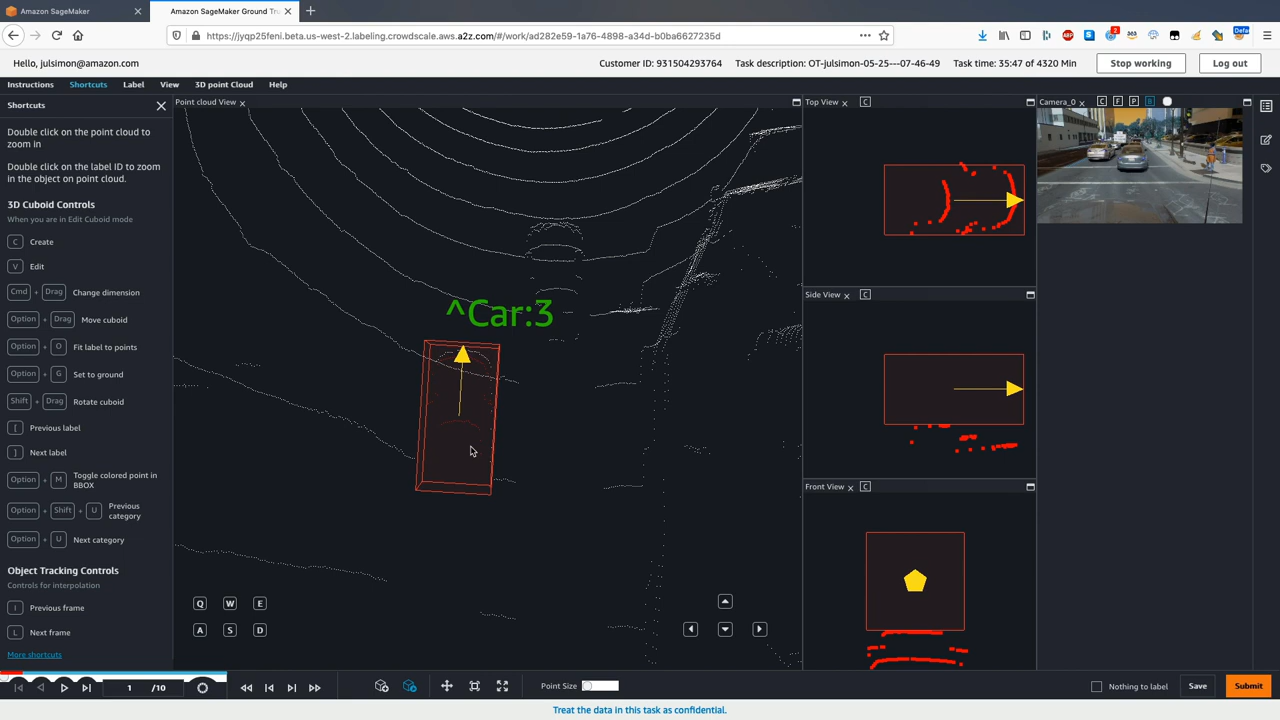 Amazon SageMaker
Amazon SageMaker Ground Tru
https://jyqp25feni.beta.us-west-2.labeling.crowdscale.aws.a2z.com/#/work/ad282e59-1a76-4898-a34d-b0ba6627235d
Hello, julsimon@amazon.com
Customer ID: 931504293764
Task description: OT-julsimon-05-25---07-46-49
Task time: 35:47 of 4320 Min
Stop working
Log out
Instructions
Shortcuts
Label
View
3D point Cloud
Help
Shortcuts
Double click on the point cloud to
zoom in
Double click on the label ID to zoom
in the object on point cloud.
3D Cuboid Controls
When you are in Edit Cuboid mode
C Create
V Edit
Cmd + Drag Change dimension
Option + Drag Move cuboid
Option + O Fit label to points
Option + G Set to ground
Shift + Drag Rotate cuboid
[ Previous label
] Next label
Option + M Toggle colored point in
BBOX
Option + Shift + U Previous
category
Option + U Next category
Object Tracking Controls
Controls for interpolation
Previous frame
L Next frame
More shortcuts
Point cloud View
^Car:3
Q W E
A S D
Top View
C
Side View
C
Front View
C
Camera_0
C F P B
1 /10
Point Size
Nothing to label
Save
Submit
Treat the data in this task as confidential.